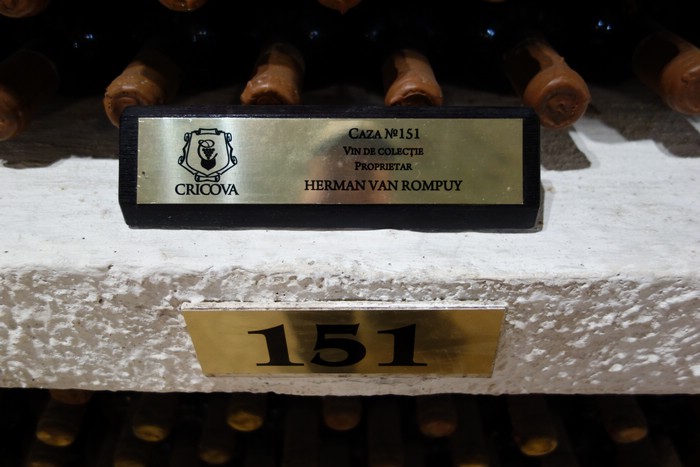 CRICOVA
CAZA №151
VIN DE COLECȚIE
PROPRIETAR
HERMAN VAN ROMPUY
151